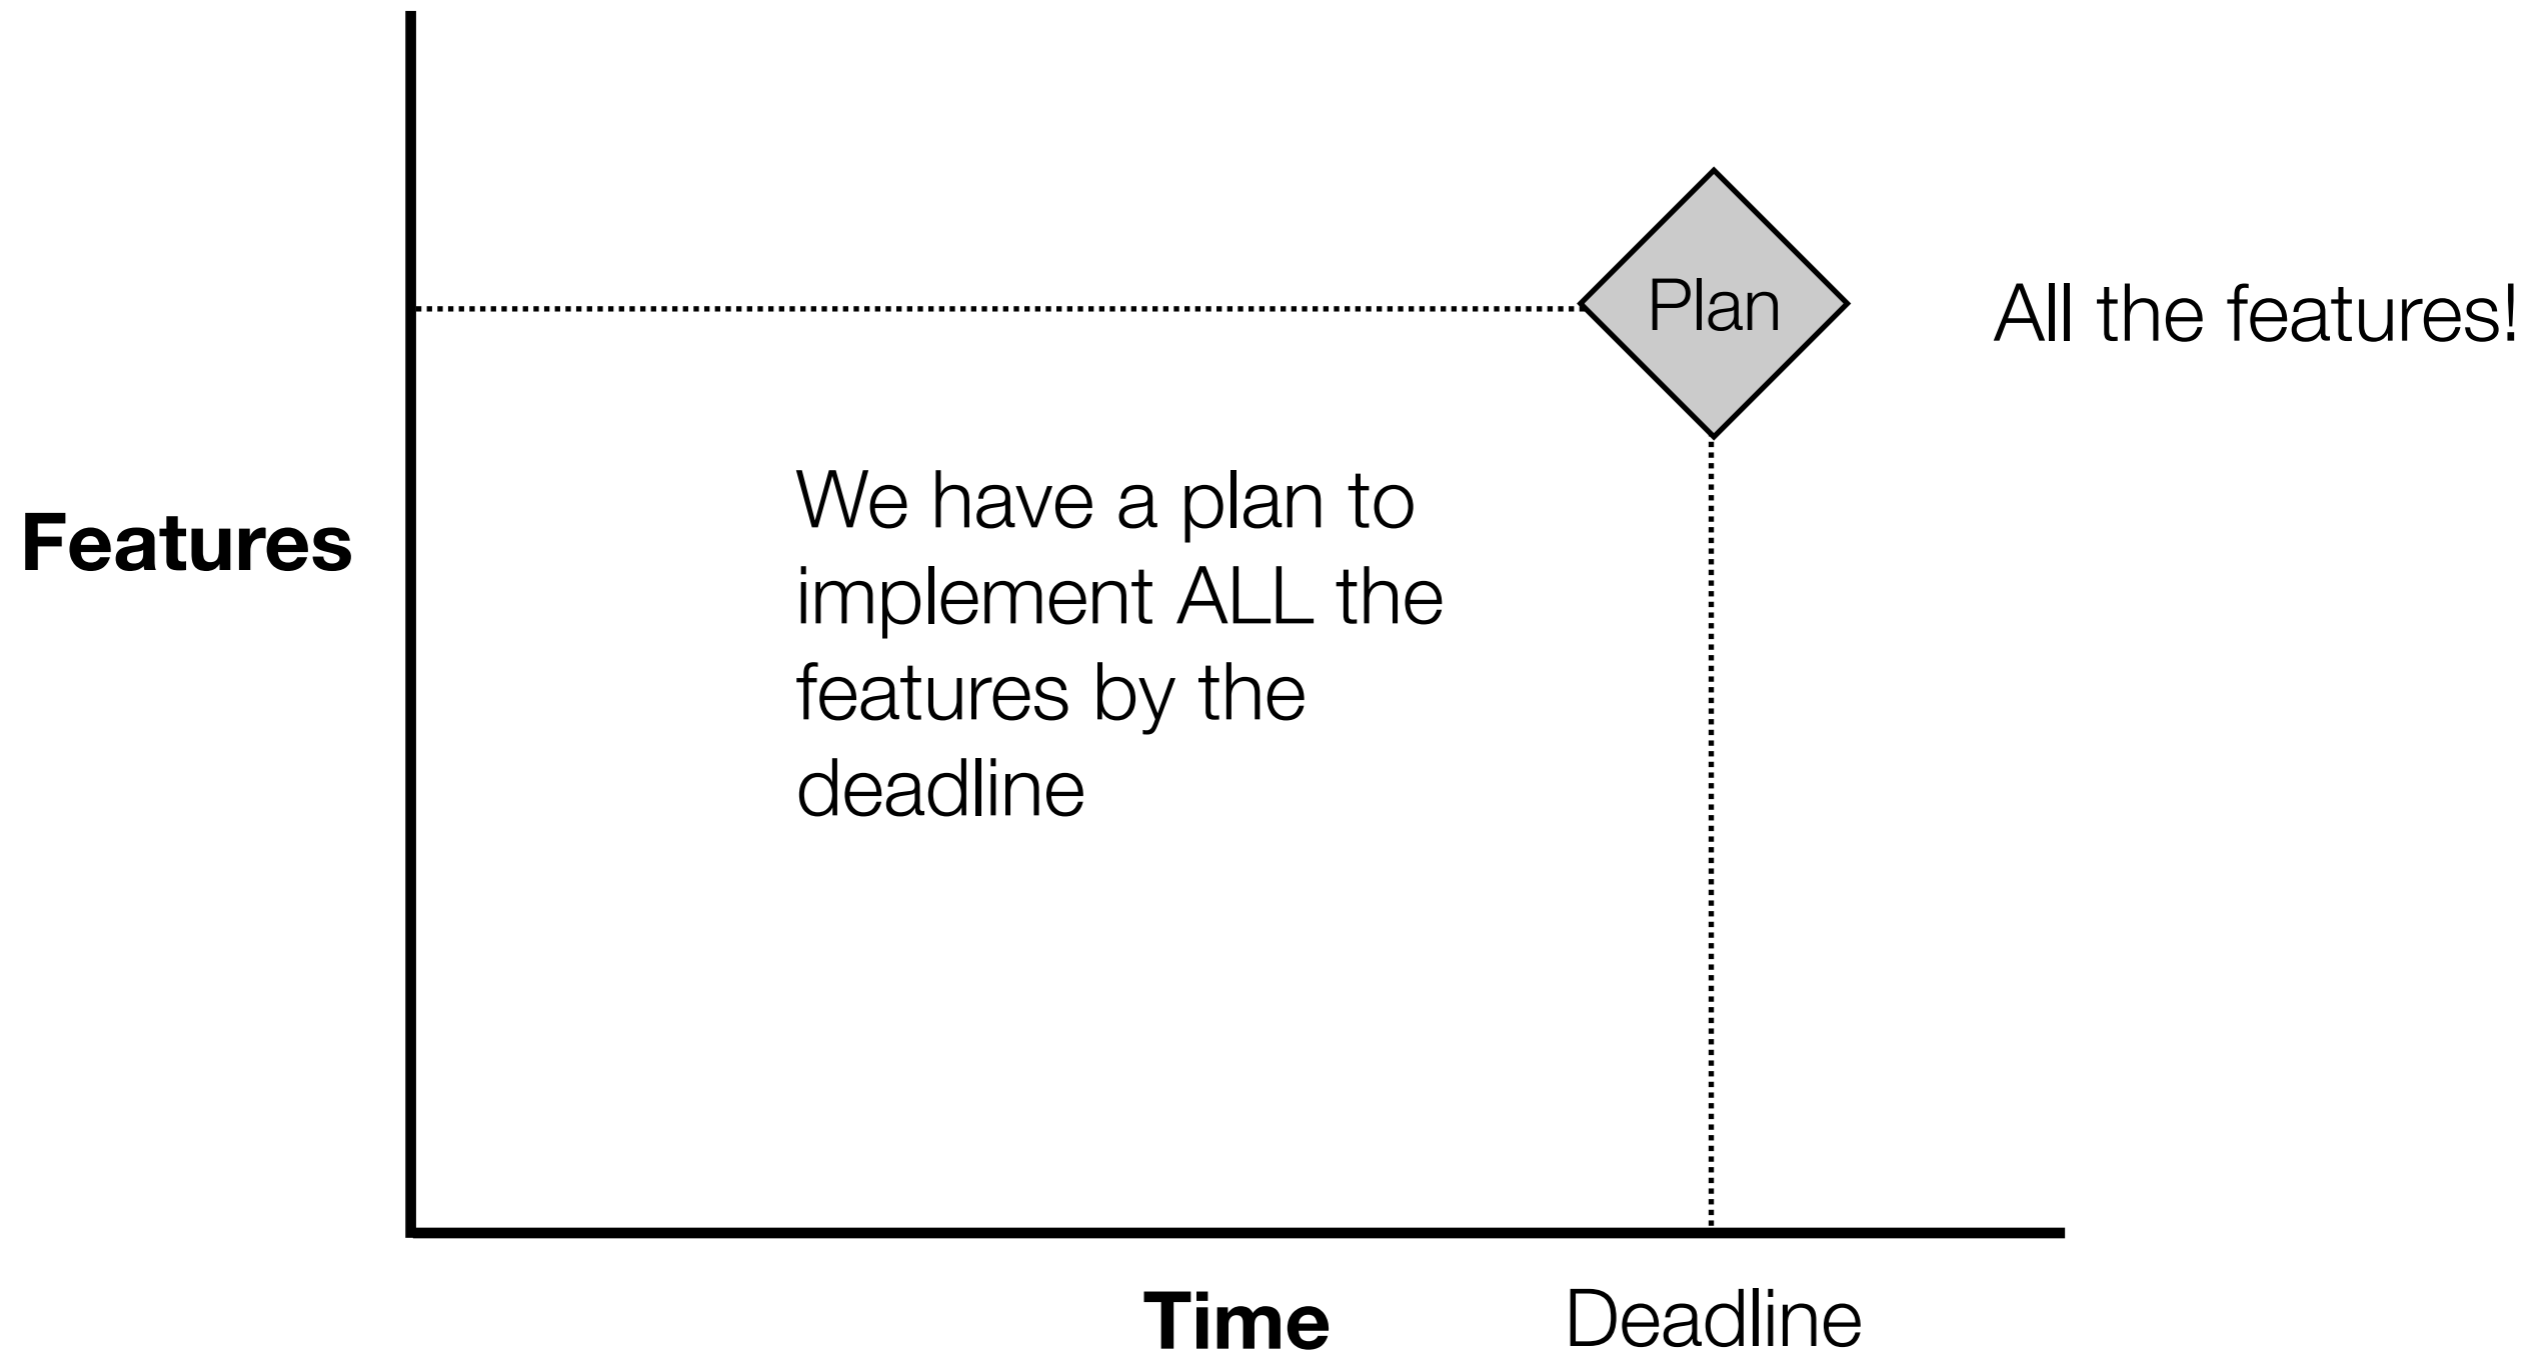 Plan
All the features!
We have a plan to
implement ALL the
features by the
deadline
Features
Time
Deadline